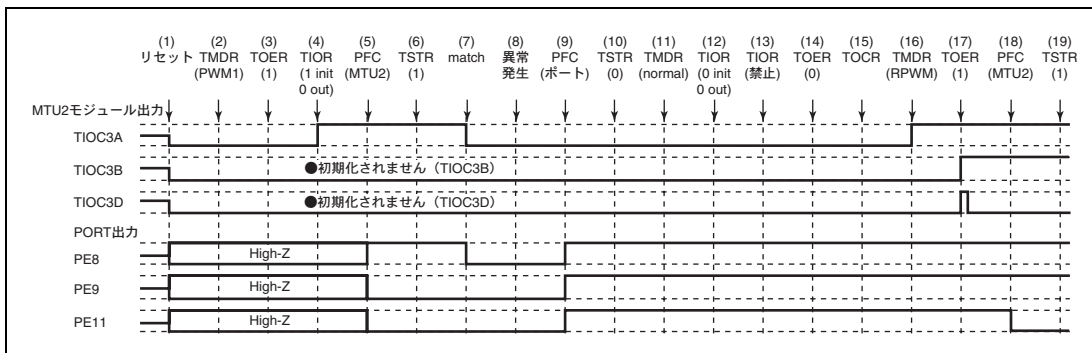 (1) (2) (3) (4) (5) (6) (7) (8) (9) (10) (11) (12) (13) (14) (15) (16) (17) (18) (19)
リセット TMDR TOER TIOR PFC TSTR match 異常 PFC TSTR TMDR TIOR TIOR TOER TOCR TMDR TOER PFC TSTR
(PWM1) (1) (1 init (MTU2) (1) 発生 (ポート) (0) (normal) (0 init (禁止) (0) (RPWM) (1) (MTU2) (1)
0 out) 0 out)
MTU2モジュール出力
TIOC3A
TIOC3B ●初期化されません（TIOC3B）
TIOC3D ●初期化されません（TIOC3D）
PORT出力
PE8 High-Z
PE9 High-Z
PE11 High-Z